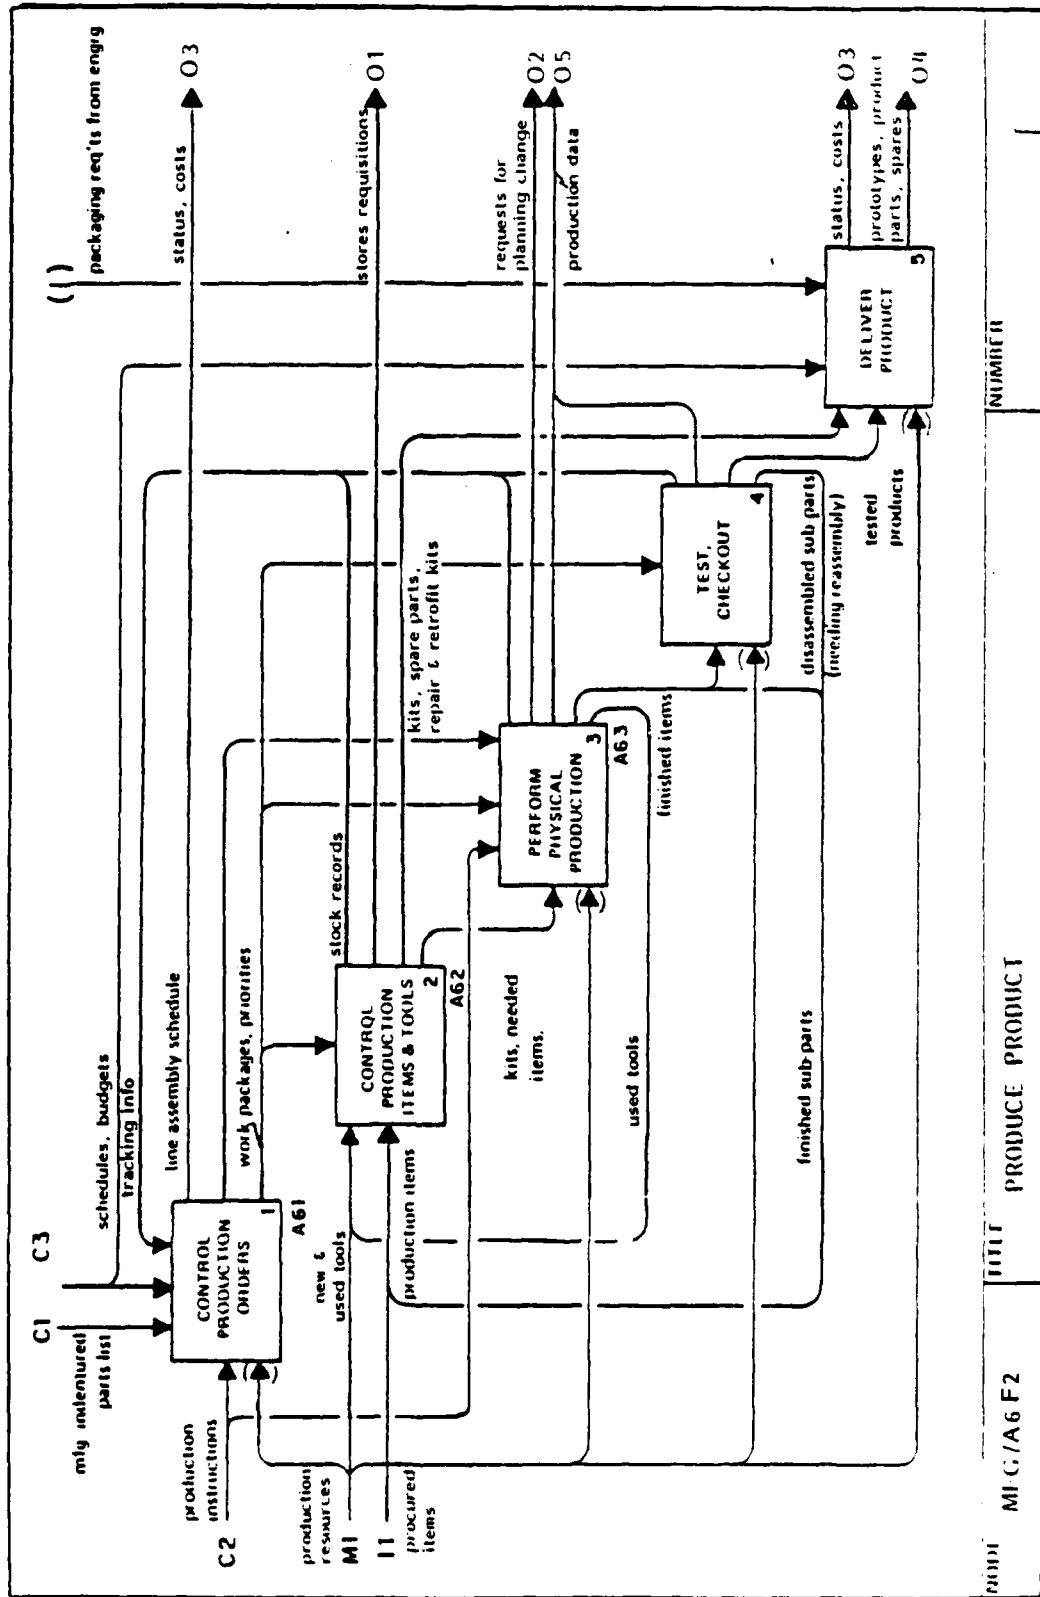 C1
C3
( )
packaging req'ts from engrg
mfg indentured
parts list
schedules, budgets
tracking info
line assembly schedule
status, costs
O3
production
instructions
C2
CONTROL
PRODUCTION
ORDERS
1
A61
work packages, priorities
stock records
stores requisitions
O1
production
resources
M1
new &
used tools
I1
procured
items
production items
CONTROL
PRODUCTION
ITEMS & TOOLS
2
A62
kits, spare parts,
repair & retrofit kits
requests for
planning change
O2
O5
production data
kits, needed
items.
PERFORM
PHYSICAL
PRODUCTION
3
A63
used tools
finished items
TEST,
CHECKOUT
4
finished sub-parts
disassembled sub parts
(needing reassembly)
tested
products
DELIVER
PRODUCT
5
status, costs
O3
prototypes, product
parts, spares
O4
NODE
MFG/A6 F2
TITLE
PRODUCE PRODUCT
NUMBER